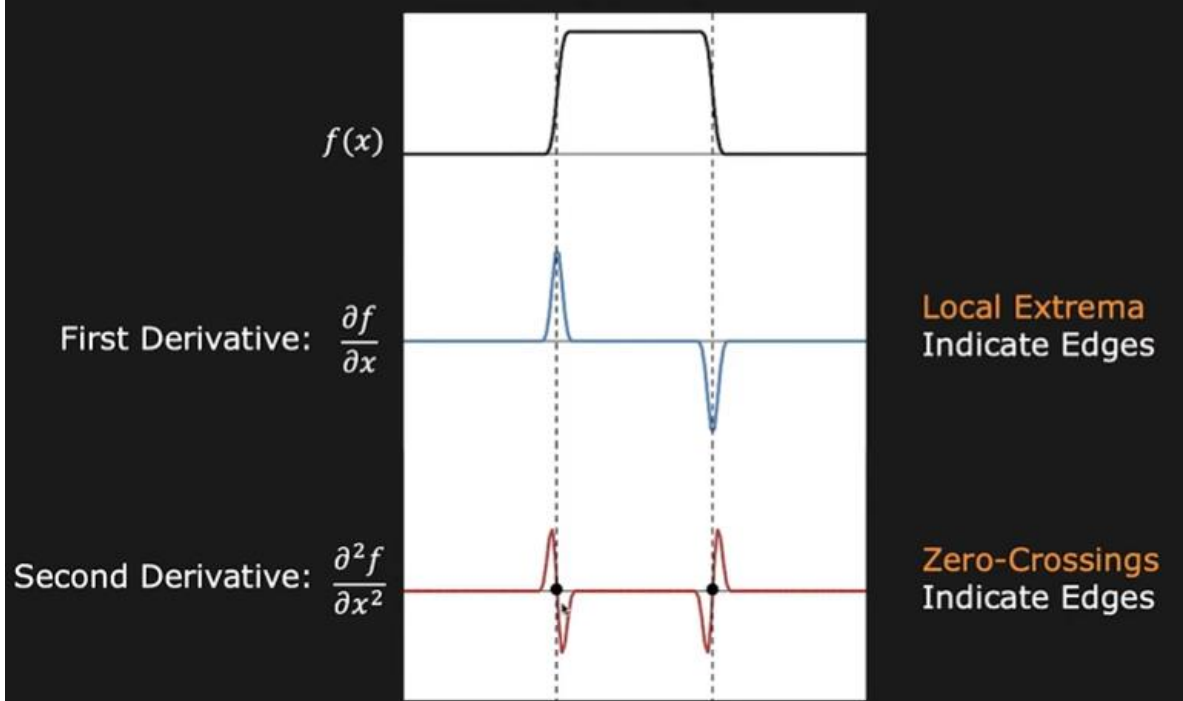 f(x)
First Derivative: ∂f/∂x
Local Extrema
Indicate Edges
Second Derivative: ∂²f/∂x²
Zero-Crossings
Indicate Edges